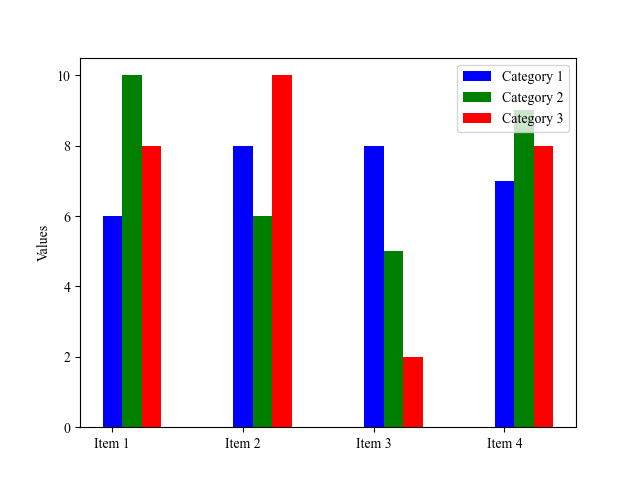 Category 1
Category 2
Category 3
Values
10
8
6
4
2
0
Item 1 Item 2 Item 3 Item 4